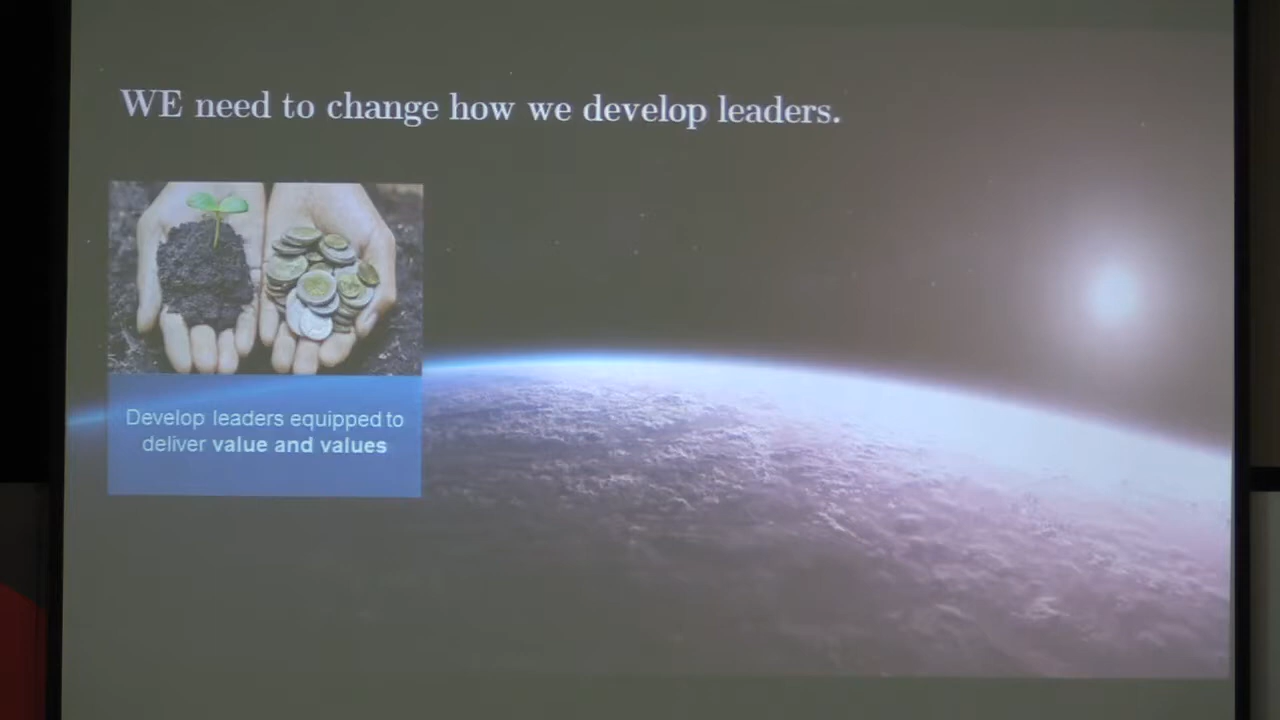 WE need to change how we develop leaders.
Develop leaders equipped to
deliver value and values